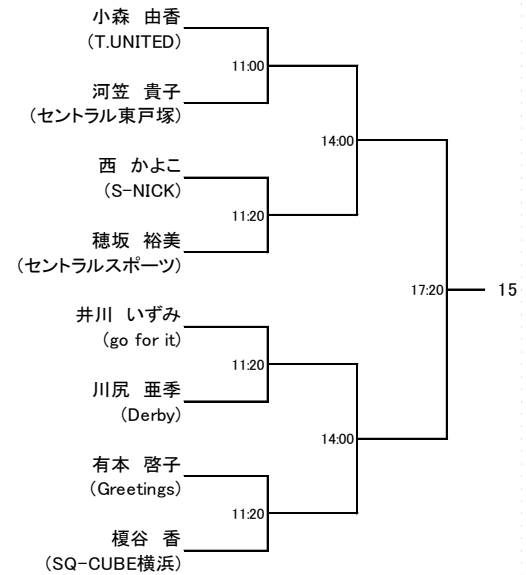 小森 由香
(T.UNITED)
11:00
河笠 貴子
(セントラル東戸塚)
14:00
西 かよこ
(S-NICK)
11:20
穂坂 裕美
(セントラルスポーツ)
17:20
15
井川 いずみ
(go for it)
11:20
川尻 亜季
(Derby)
14:00
有本 啓子
(Greetings)
11:20
榎谷 香
(SQ-CUBE横浜)